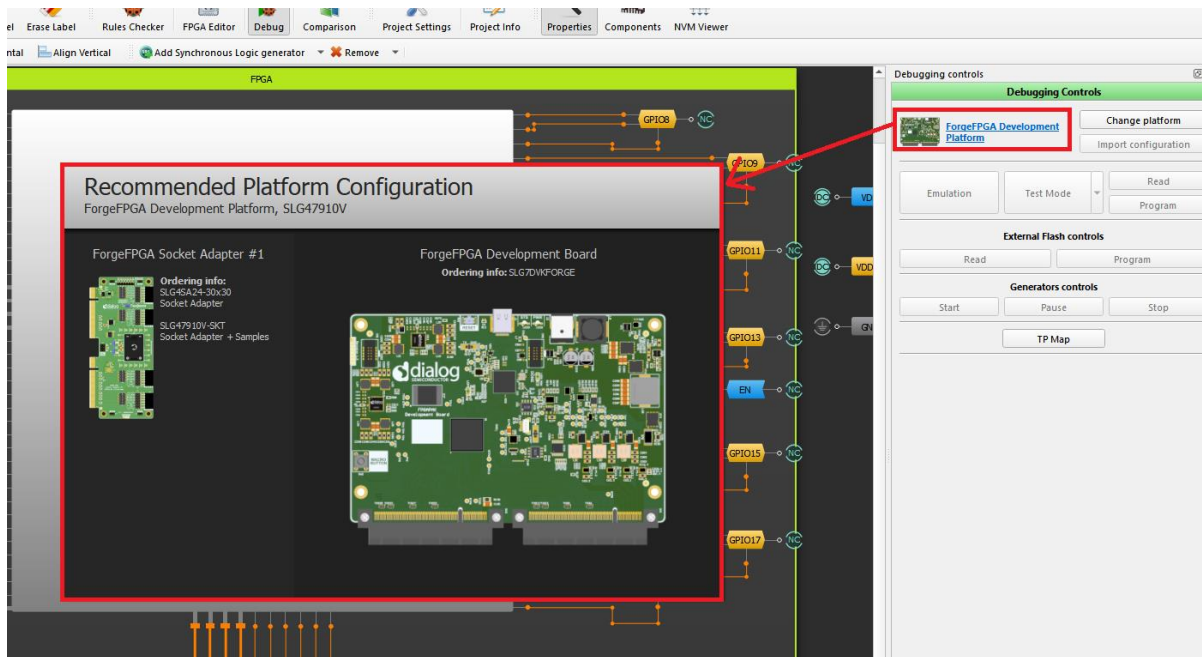 el Erase Label Rules Checker FPGA Editor Debug Comparison Project Settings Project Info Properties Components NVM Viewer
ntal Align Vertical Add Synchronous Logic generator Remove
FPGA
GPIO8 NC
GPIO9 NC
VD
GPIO11 NC
VDD
GPIO13 NC
GN
EN NC
GPIO15 NC
GPIO17 NC
Recommended Platform Configuration
ForgeFPGA Development Platform, SLG47910V
ForgeFPGA Socket Adapter #1
Ordering info:
SLG4SA24-30x30
Socket Adapter
SLG47910V-SKT
Socket Adapter + Samples
ForgeFPGA Development Board
Ordering info: SLG7DVKFORGE
dialog
SEMICONDUCTOR
Development Board
Debugging controls
Debugging Controls
ForgeFPGA Development
Platform
Change platform
Import configuration
Emulation Test Mode Read
Program
External Flash controls
Read Program
Generators controls
Start Pause Stop
TP Map